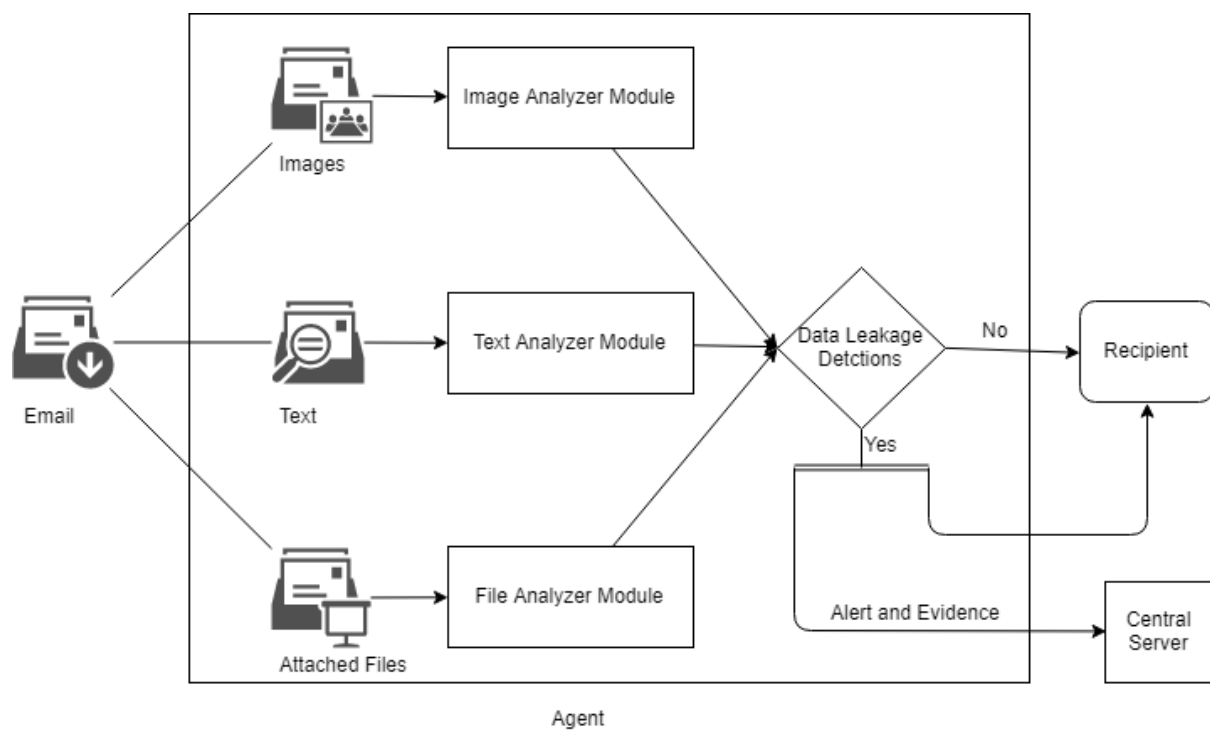 Images
Image Analyzer Module
Email
Text
Text Analyzer Module
Data Leakage
Detctions
No
Recipient
Yes
Attached Files
File Analyzer Module
Alert and Evidence
Central
Server
Agent